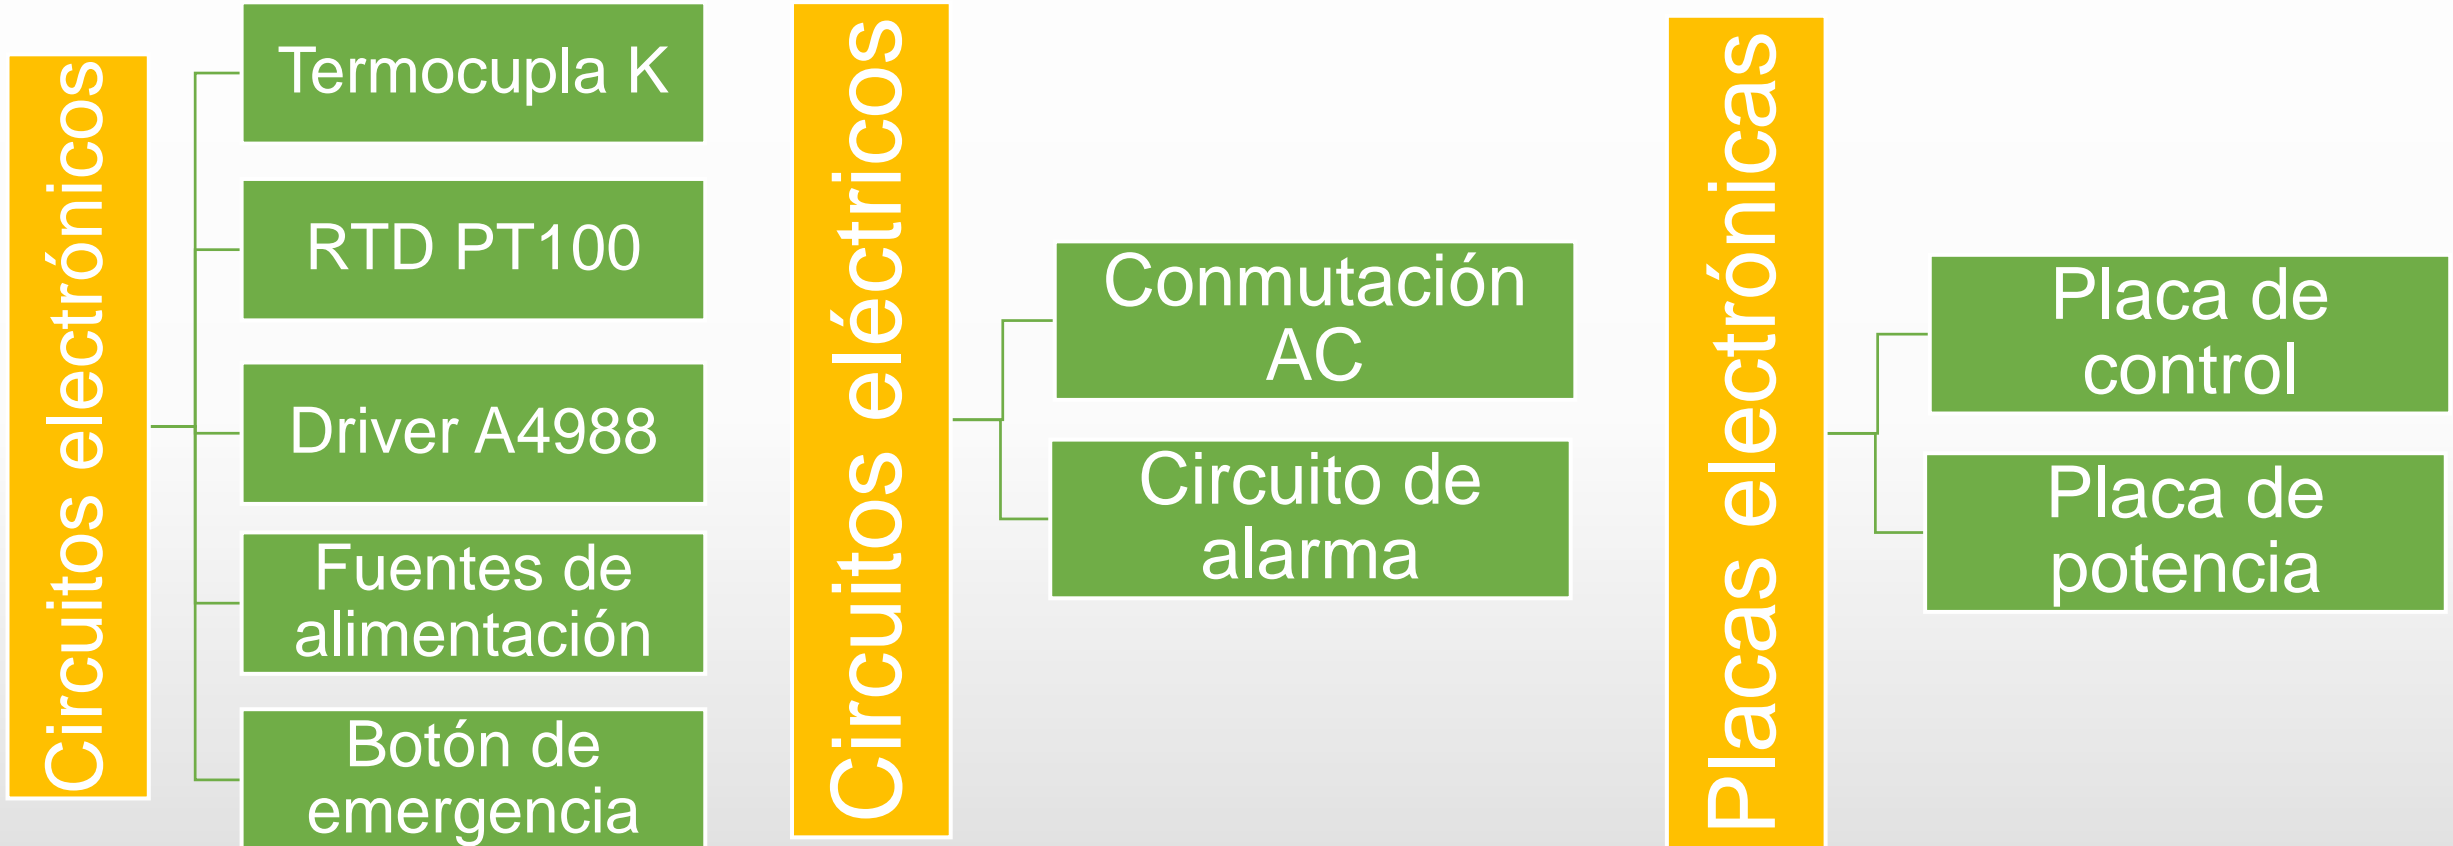 Circuitos electrónicos
Termocupla K
RTD PT100
Driver A4988
Fuentes de
alimentación
Botón de
emergencia
Circuitos eléctricos
Conmutación
AC
Circuito de
alarma
Placas electrónicas
Placa de
control
Placa de
potencia